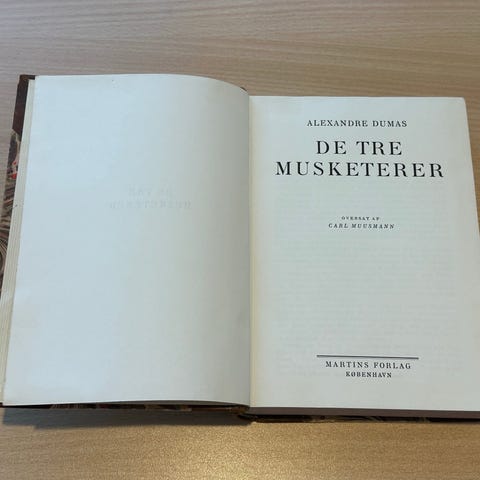 ALEXANDRE DUMAS
DE TRE
MUSKETERER
OVERSAT AF
CARL MUUSMANN
MARTINS FORLAG
KØBENHAVN